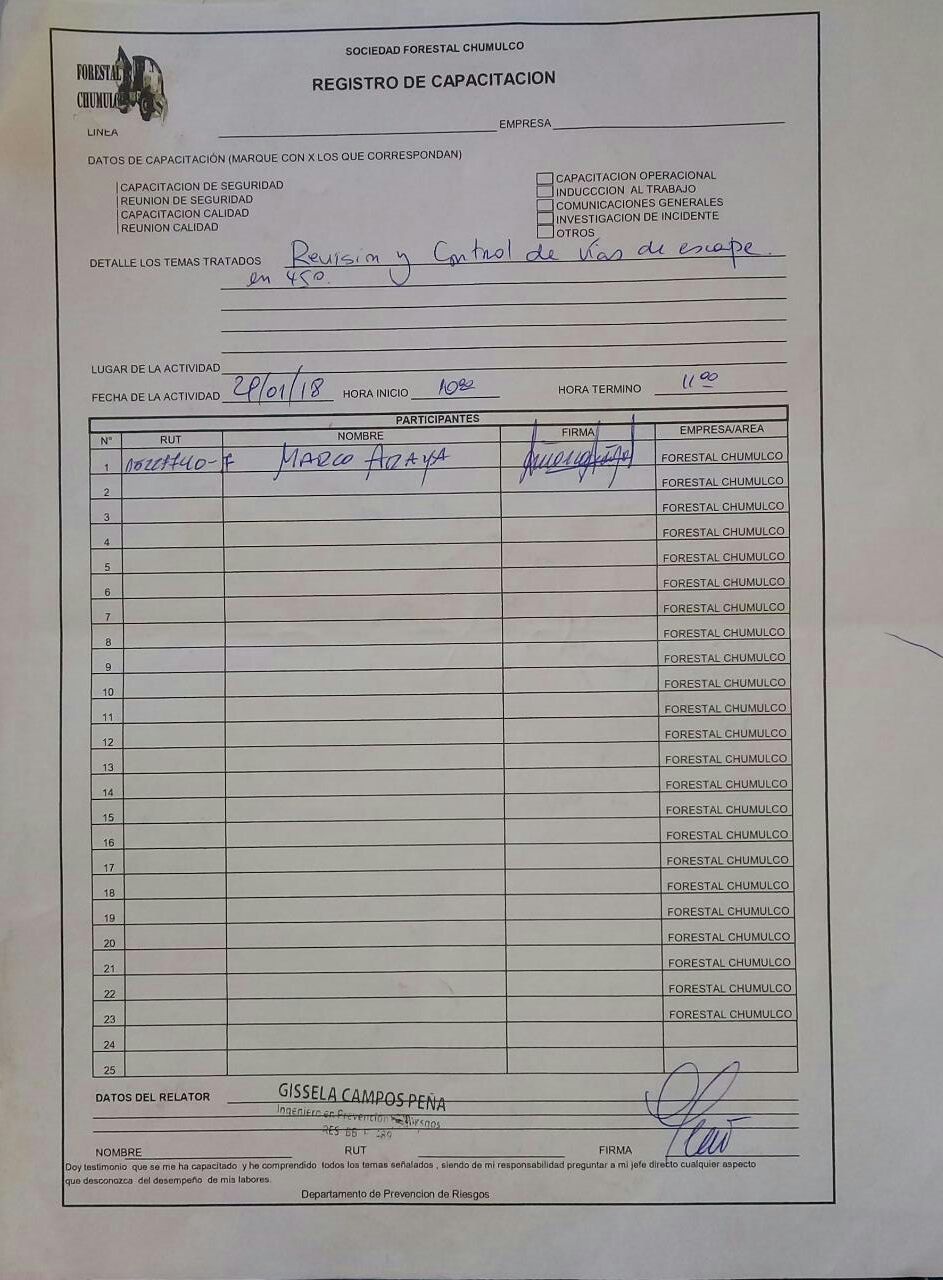 FORESTAL
CHUMULCO
SOCIEDAD FORESTAL CHUMULCO
REGISTRO DE CAPACITACION
LINEA EMPRESA
DATOS DE CAPACITACIÓN (MARQUE CON X LOS QUE CORRESPONDAN)
CAPACITACION DE SEGURIDAD CAPACITACION OPERACIONAL
REUNION DE SEGURIDAD INDUCCCION AL TRABAJO
CAPACITACION CALIDAD COMUNICACIONES GENERALES
REUNION CALIDAD INVESTIGACION DE INCIDENTE
OTROS
DETALLE LOS TEMAS TRATADOS Revision y Control de vías de escape.
en 450.
LUGAR DE LA ACTIVIDAD
FECHA DE LA ACTIVIDAD 29/01/18 HORA INICIO 10 HORA TERMINO 11 00
PARTICIPANTES
N° RUT NOMBRE FIRMA EMPRESA/AREA
1 MARCO ARAYA FORESTAL CHUMULCO
2 FORESTAL CHUMULCO
3 FORESTAL CHUMULCO
4 FORESTAL CHUMULCO
5 FORESTAL CHUMULCO
6 FORESTAL CHUMULCO
7 FORESTAL CHUMULCO
8 FORESTAL CHUMULCO
9 FORESTAL CHUMULCO
10 FORESTAL CHUMULCO
11 FORESTAL CHUMULCO
12 FORESTAL CHUMULCO
13 FORESTAL CHUMULCO
14 FORESTAL CHUMULCO
15 FORESTAL CHUMULCO
16 FORESTAL CHUMULCO
17 FORESTAL CHUMULCO
18 FORESTAL CHUMULCO
19 FORESTAL CHUMULCO
20 FORESTAL CHUMULCO
21 FORESTAL CHUMULCO
22 FORESTAL CHUMULCO
23 FORESTAL CHUMULCO
24
25
DATOS DEL RELATOR GISSELA CAMPOS PEÑA
Ingeniero en Prevención Riesgos
NOMBRE RUT FIRMA
Doy testimonio que se me ha capacitado y he comprendido todos los temas señalados , siendo de mi responsabilidad preguntar a mi jefe directo cualquier aspecto
que desconozca del desempeño de mis labores.
Departamento de Prevencion de Riesgos